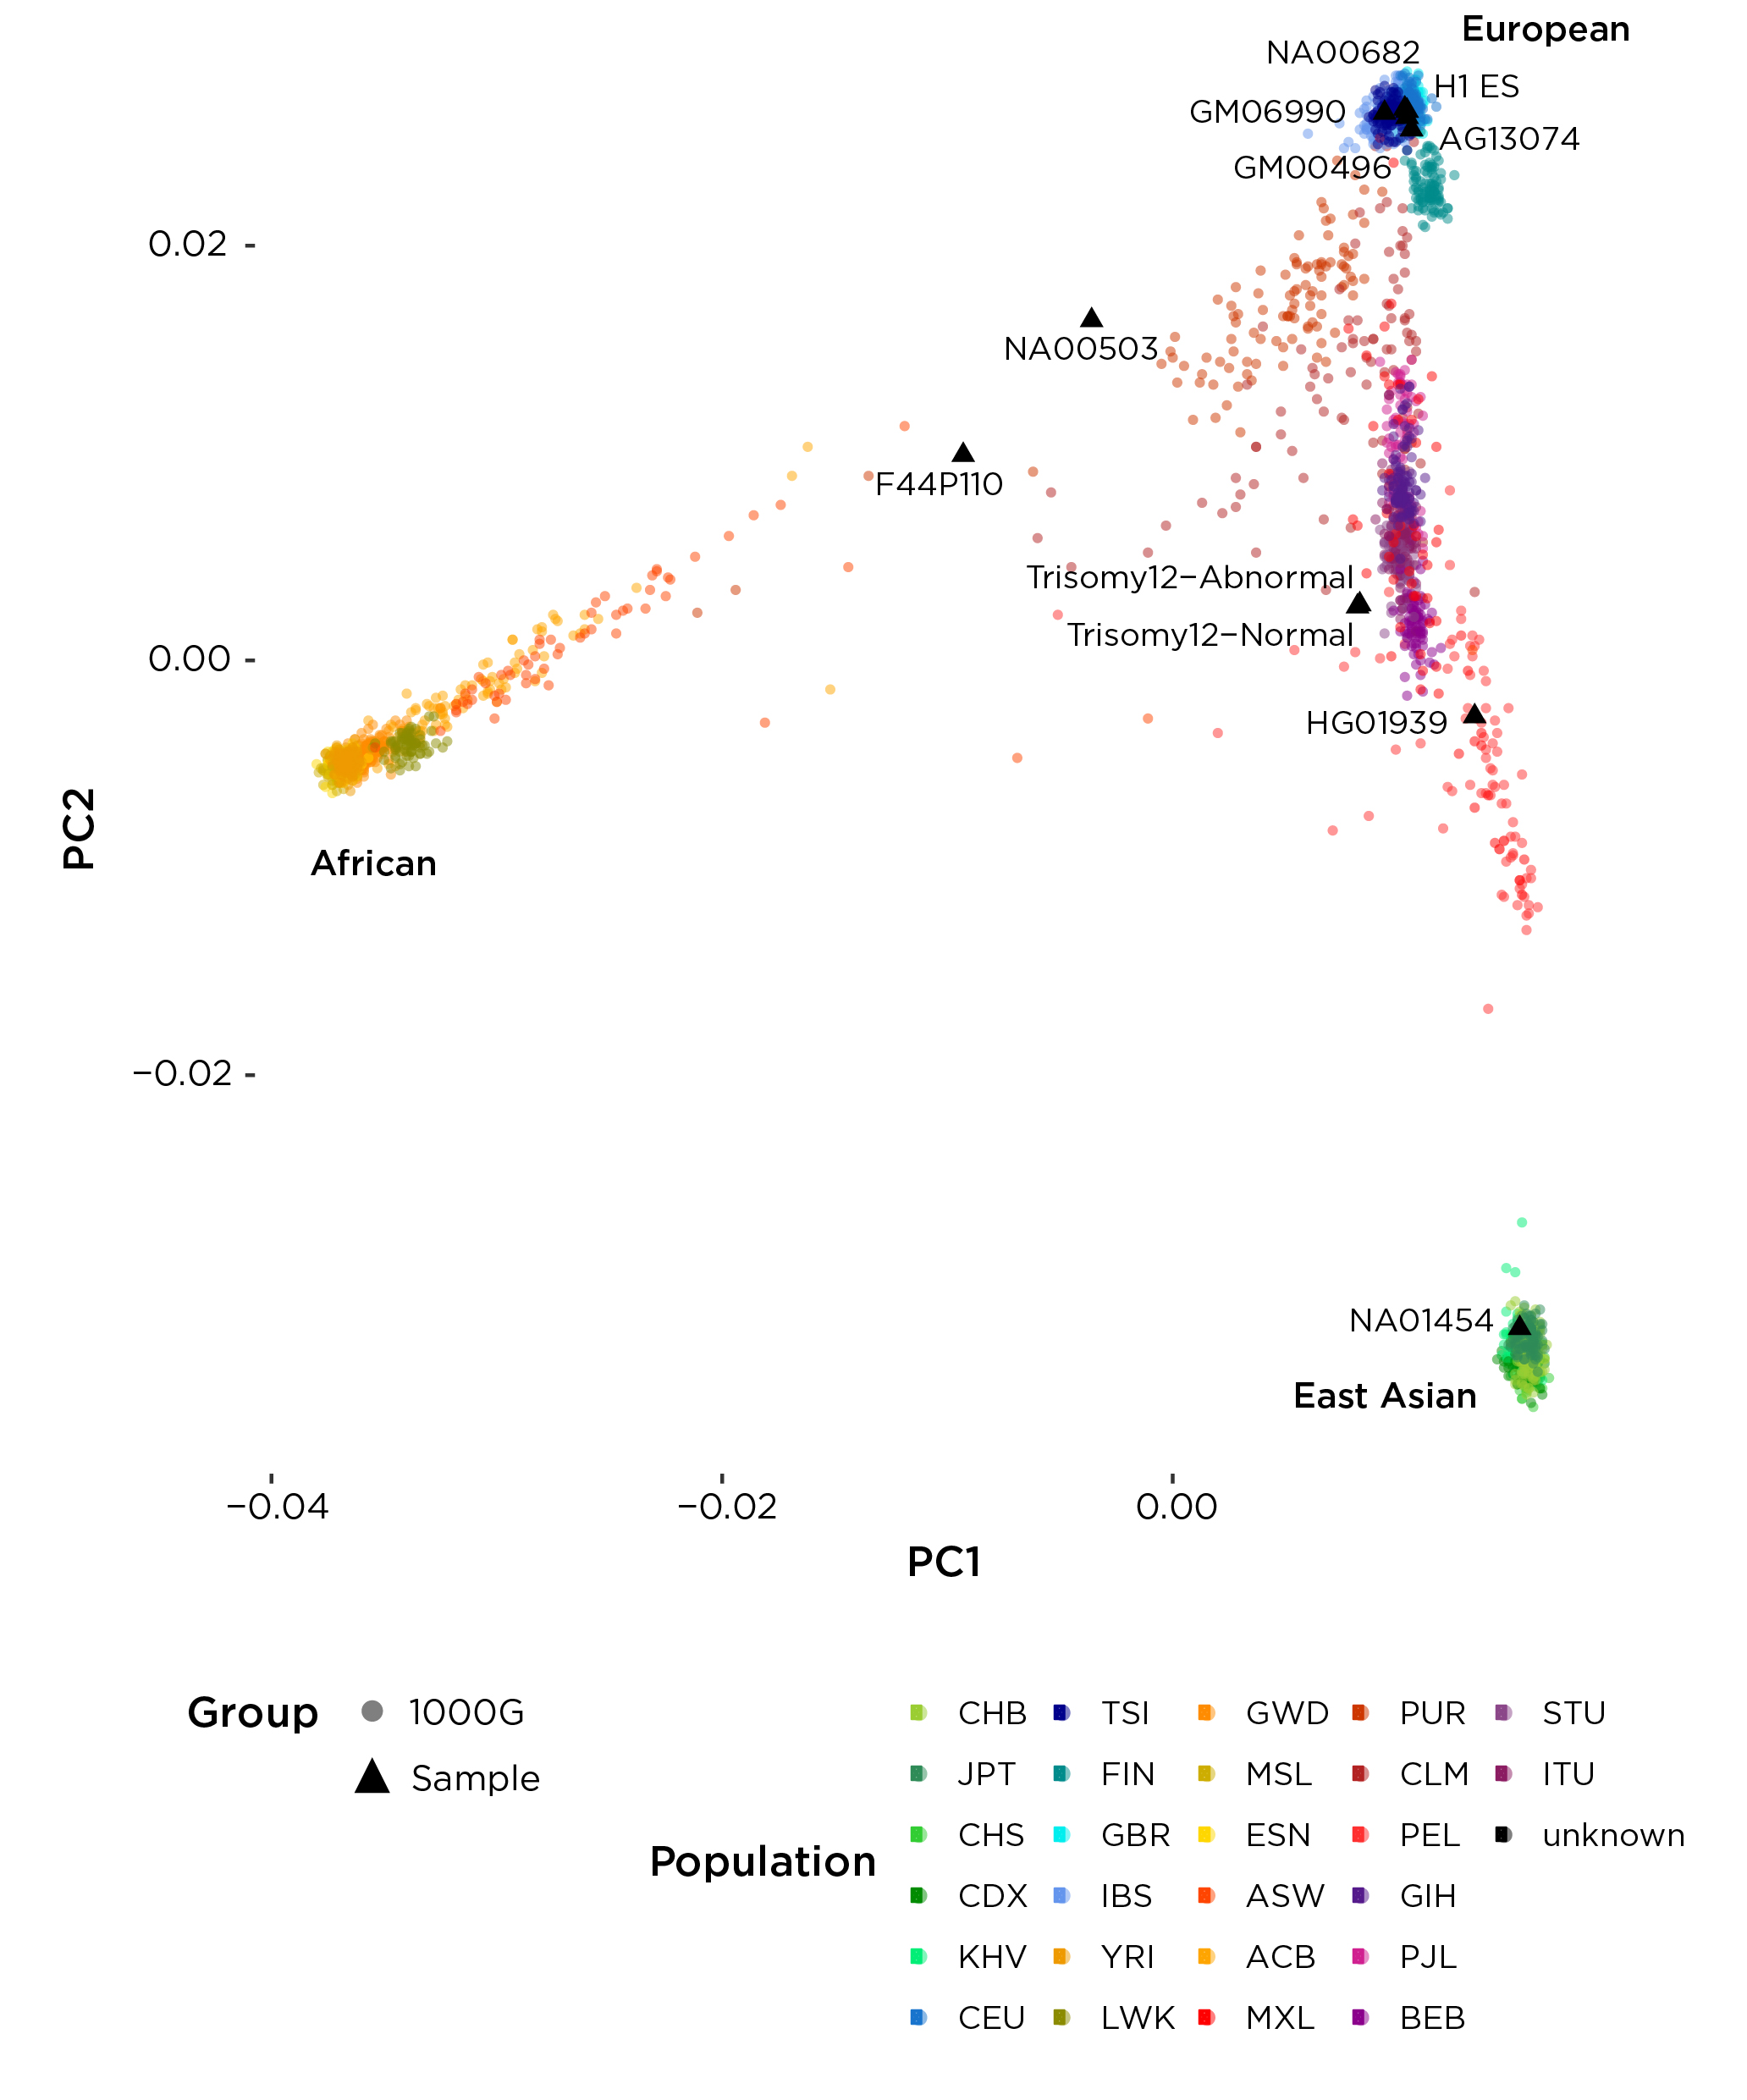 European
NA00682
H1 ES
GM06990
AG13074
GM00496
0.02
NA00503
F44P110
Trisomy12-Abnormal
0.00
Trisomy12-Normal
HG01939
PC2
African
−0.02
NA01454
East Asian
−0.04 −0.02 0.00
PC1
Group 1000G
Sample
Population
CHB TSI GWD PUR STU
JPT FIN MSL CLM ITU
CHS GBR ESN PEL unknown
CDX IBS ASW GIH
KHV YRI ACB PJL
CEU LWK MXL BEB